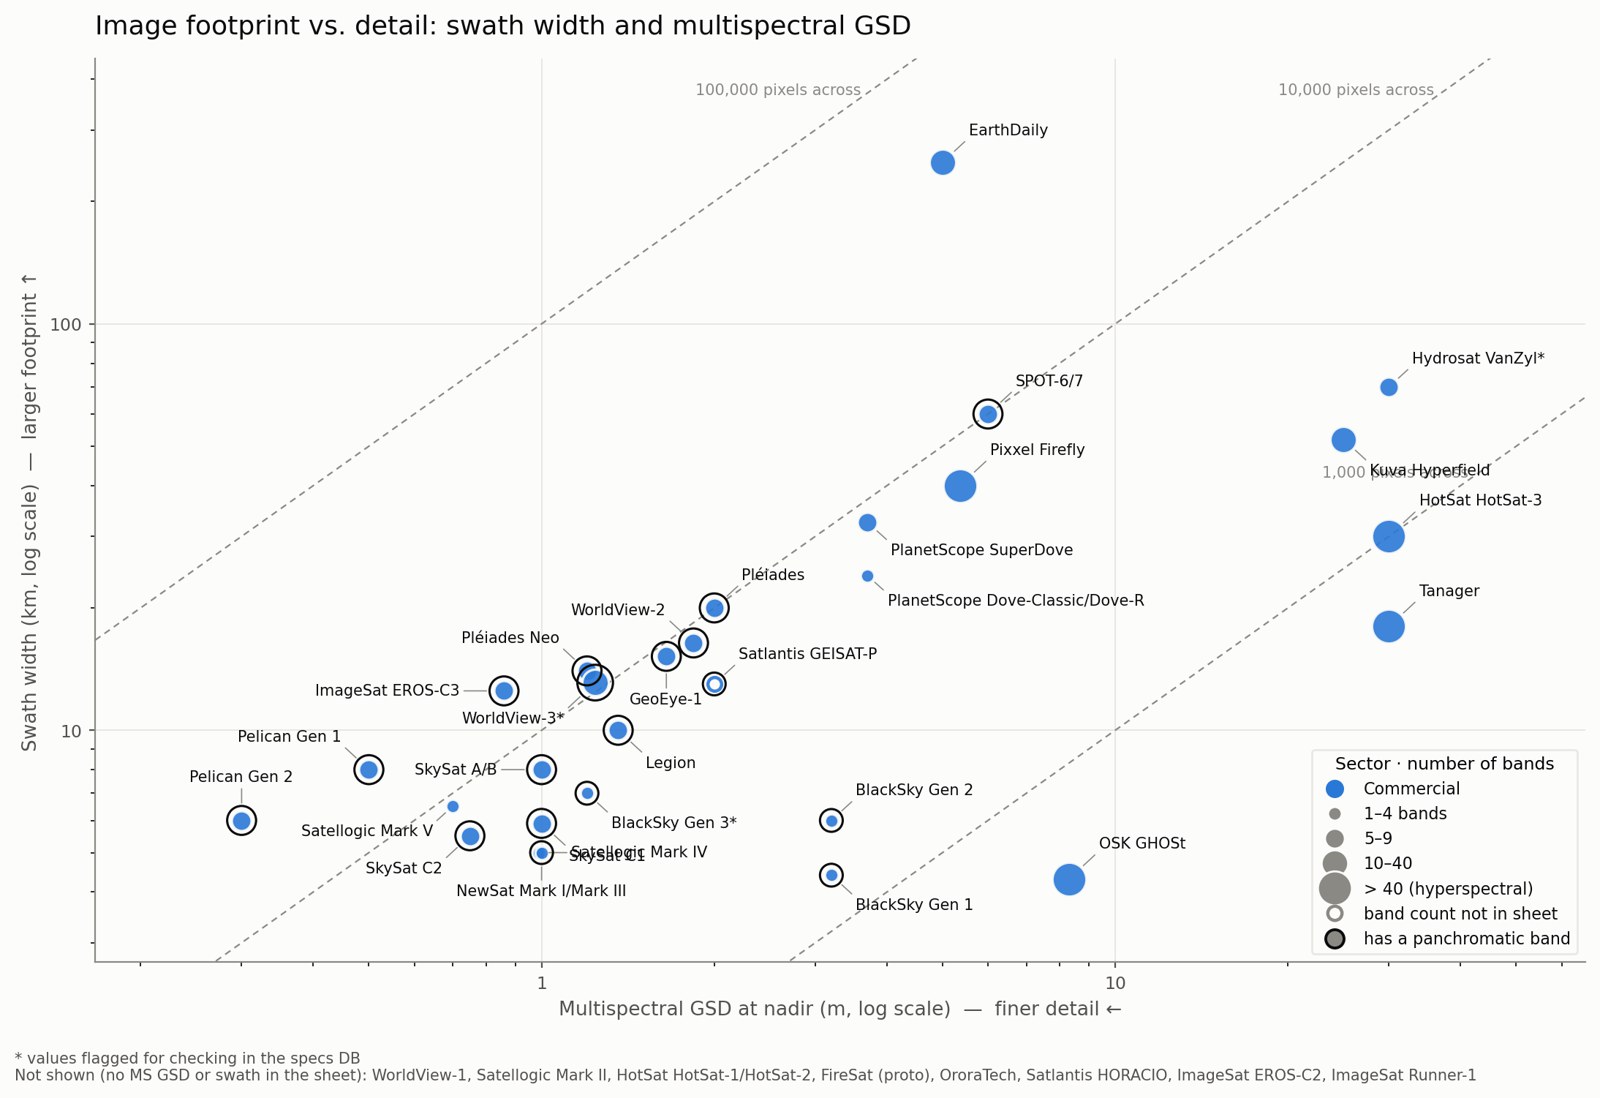 Image footprint vs. detail: swath width and multispectral GSD
100,000 pixels across
10,000 pixels across
EarthDaily
Swath width (km, log scale) — larger footprint ↑
100
Hydrosat VanZyl*
SPOT-6/7
Pixxel Firefly
Kuva Hyperfield
1,000 pixels across
HotSat HotSat-3
PlanetScope SuperDove
Pléiades
PlanetScope Dove-Classic/Dove-R
Tanager
WorldView-2
Pléiades Neo
Satlantis GEISAT-P
ImageSat EROS-C3
GeoEye-1
WorldView-3*
10
Pelican Gen 1
Legion
SkySat A/B
Pelican Gen 2
BlackSky Gen 2
BlackSky Gen 3*
Satellogic Mark V
OSK GHOSt
Satellogic Mark IV
SkySat C1
SkySat C2
NewSat Mark I/Mark III
BlackSky Gen 1
Sector · number of bands
Commercial
1–4 bands
5–9
10–40
> 40 (hyperspectral)
band count not in sheet
has a panchromatic band
1
10
Multispectral GSD at nadir (m, log scale) — finer detail ←
* values flagged for checking in the specs DB
Not shown (no MS GSD or swath in the sheet): WorldView-1, Satellogic Mark II, HotSat HotSat-1/HotSat-2, FireSat (proto), OroraTech, Satlantis HORACIO, ImageSat EROS-C2, ImageSat Runner-1